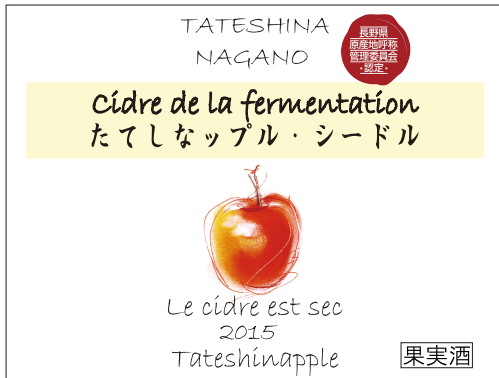 TATESHINA
NAGANO
長野県
原産地呼称
管理委員会
・認定・
Cidre de la fermentation
たてしなップル・シードル
Le cidre est sec
2015
Tateshinapple
果実酒